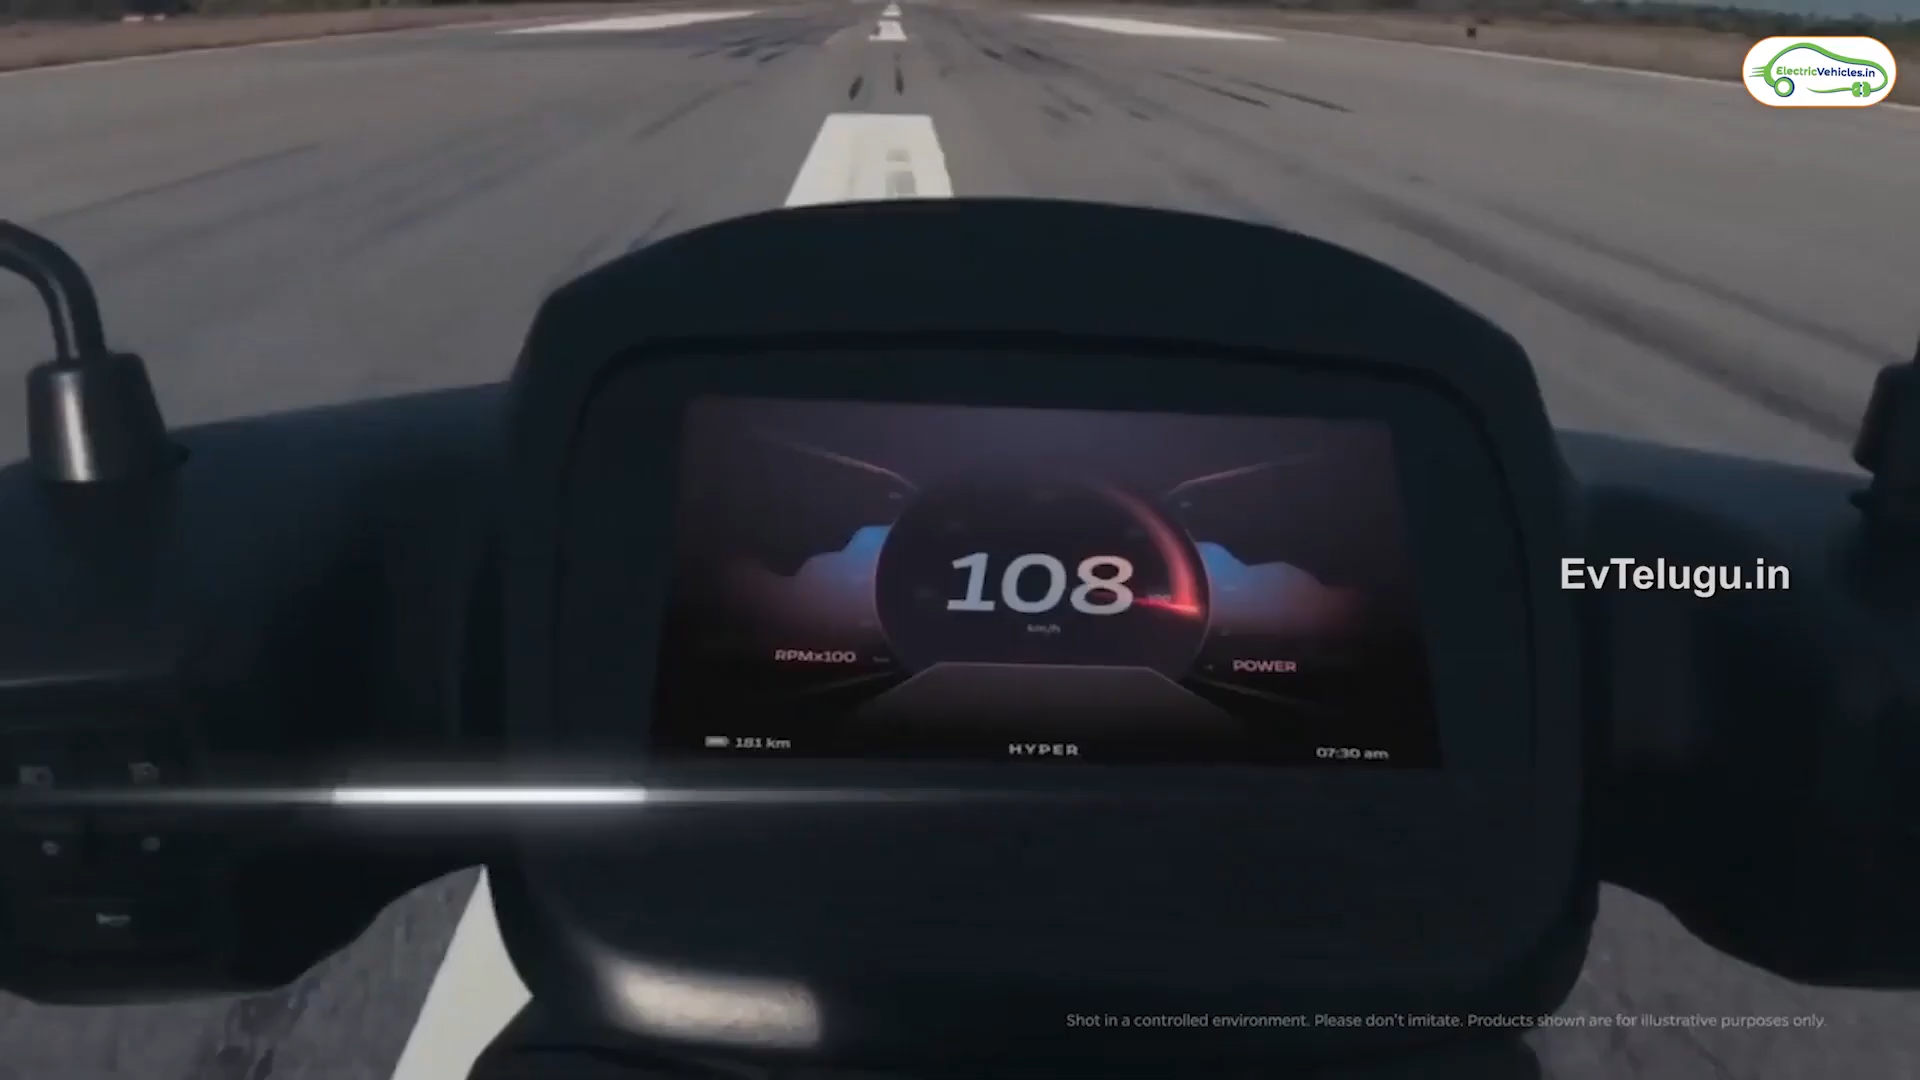 ElectricVehicles.in
108
km/h
EvTelugu.in
RPMx100
POWER
181 km
HYPER
07:30 am
Shot in a controlled environment. Please don't imitate. Products shown are for illustrative purposes only.